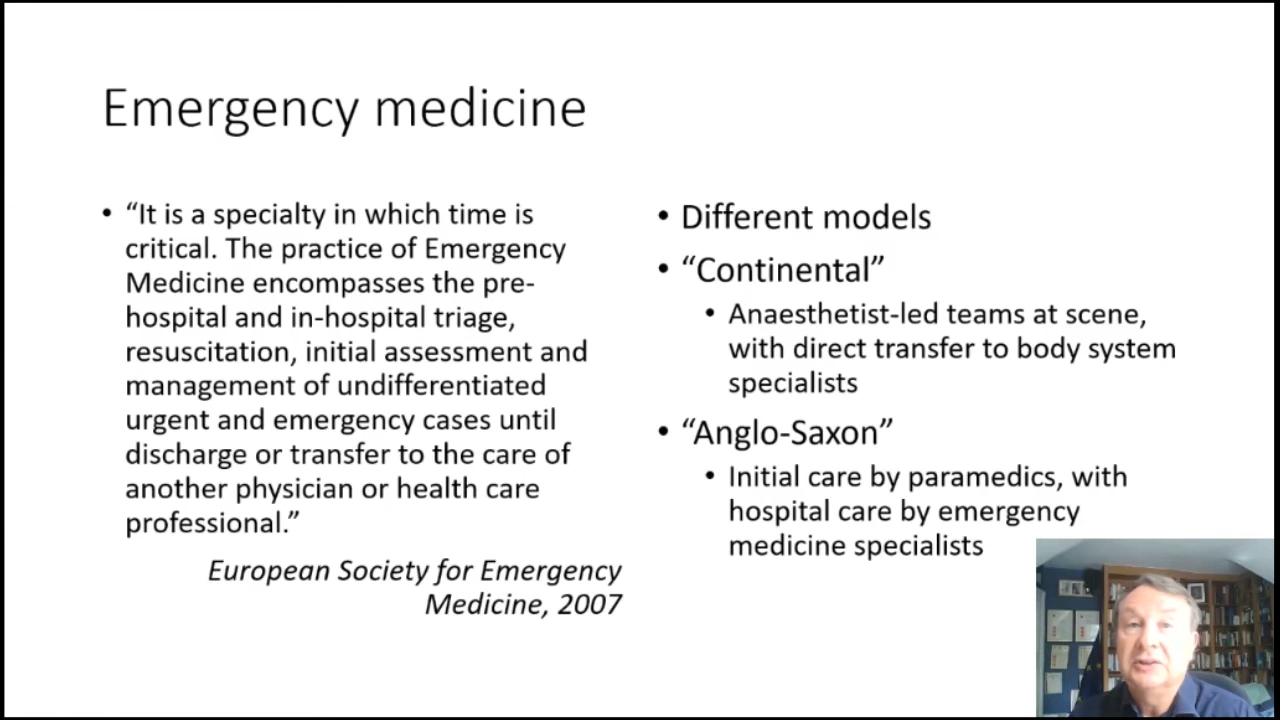 Emergency medicine
• “It is a specialty in which time is
critical. The practice of Emergency
Medicine encompasses the pre-
hospital and in-hospital triage,
resuscitation, initial assessment and
management of undifferentiated
urgent and emergency cases until
discharge or transfer to the care of
another physician or health care
professional.”
European Society for Emergency
Medicine, 2007
• Different models
• “Continental”
• Anaesthetist-led teams at scene,
with direct transfer to body system
specialists
• “Anglo-Saxon”
• Initial care by paramedics, with
hospital care by emergency
medicine specialists